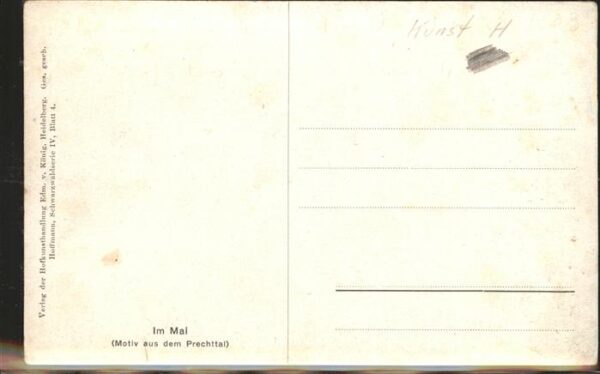 Kunst H
Verlag der Hofkunsthandlung Edm. v. König, Heidelberg. Ges. gesch.
Hoffmann, Schwarzwaldserie IV, Blatt 4.
Im Mai
(Motiv aus dem Prechttal)